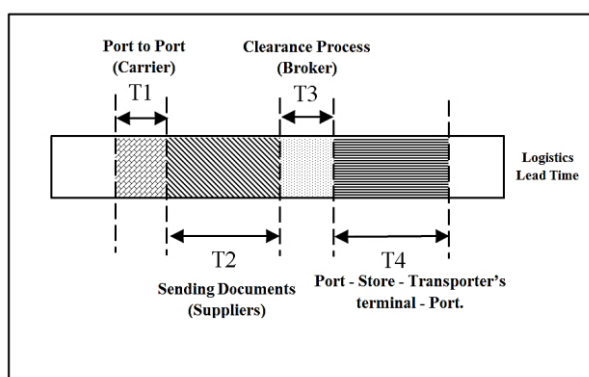 Port to Port
(Carrier)
T1
Clearance Process
(Broker)
T3
Logistics
Lead Time
T2
Sending Documents
(Suppliers)
T4
Port - Store - Transporter's
terminal - Port.